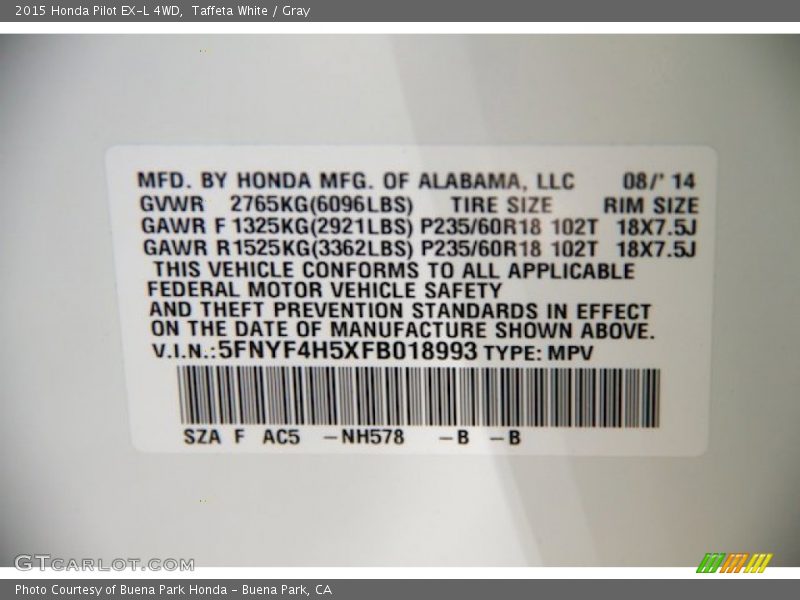 2015 Honda Pilot EX-L 4WD, Taffeta White / Gray
MFD. BY HONDA MFG. OF ALABAMA, LLC 08/' 14
GVWR 2765KG(6096LBS) TIRE SIZE RIM SIZE
GAWR F 1325KG(2921LBS) P235/60R18 102T 18X7.5J
GAWR R1525KG(3362LBS) P235/60R18 102T 18X7.5J
THIS VEHICLE CONFORMS TO ALL APPLICABLE
FEDERAL MOTOR VEHICLE SAFETY
AND THEFT PREVENTION STANDARDS IN EFFECT
ON THE DATE OF MANUFACTURE SHOWN ABOVE.
V.I.N.:5FNYF4H5XFB018993 TYPE: MPV
SZA F AC5 -NH578 -B -B
GTCARLOT.COM
Photo Courtesy of Buena Park Honda - Buena Park, CA